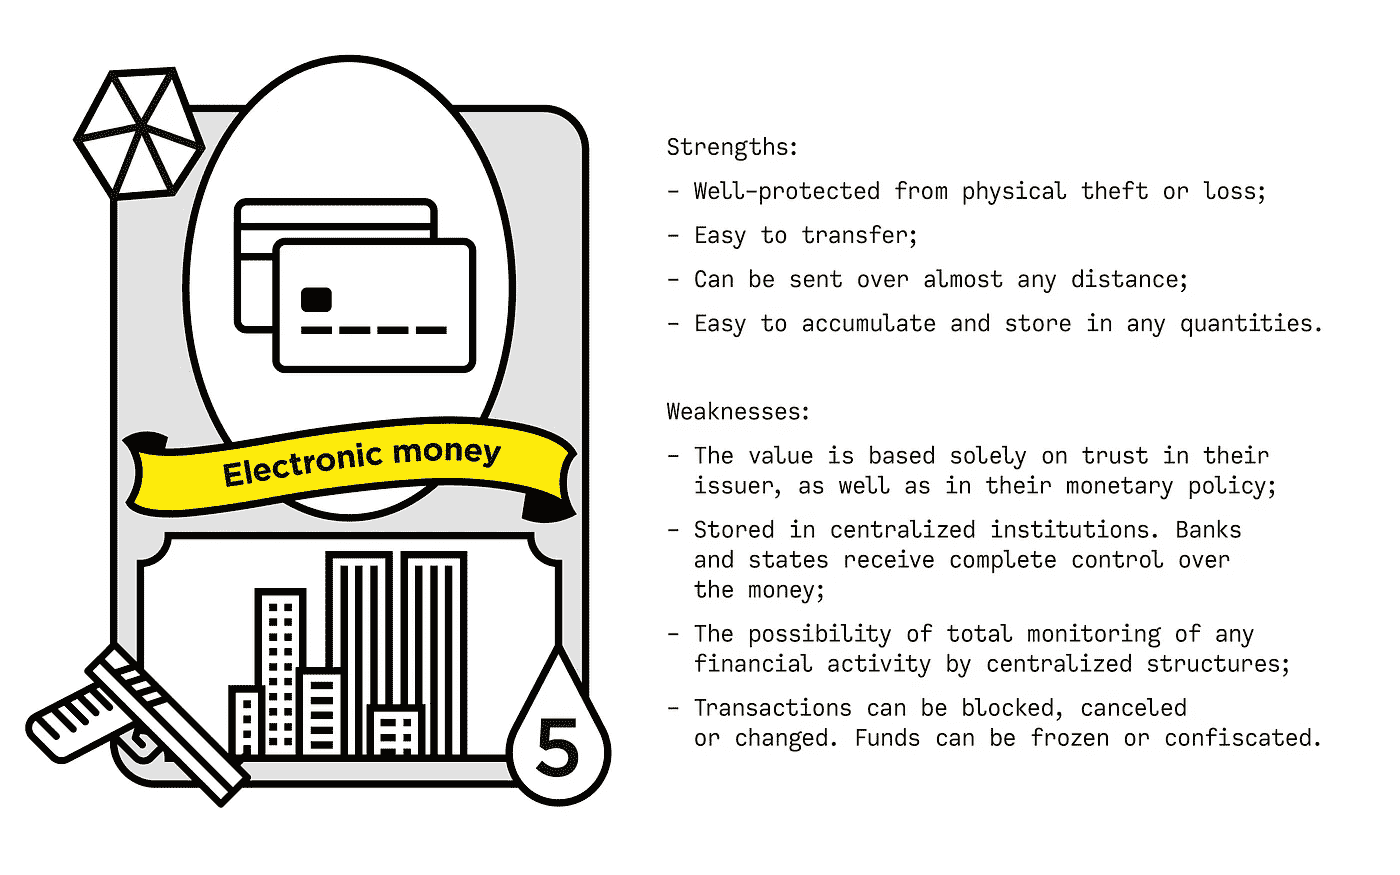 Electronic money
5
Strengths:
– Well-protected from physical theft or loss;
– Easy to transfer;
– Can be sent over almost any distance;
– Easy to accumulate and store in any quantities.
Weaknesses:
– The value is based solely on trust in their
issuer, as well as in their monetary policy;
– Stored in centralized institutions. Banks
and states receive complete control over
the money;
– The possibility of total monitoring of any
financial activity by centralized structures;
– Transactions can be blocked, canceled
or changed. Funds can be frozen or confiscated.